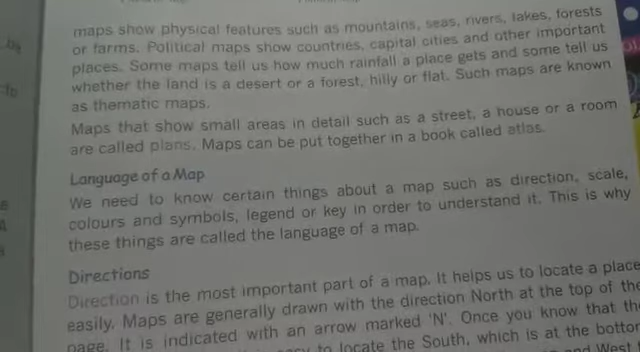 maps show physical features such as mountains, seas, rivers, lakes, forests
or farms. Political maps show countries, capital cities and other important
places. Some maps tell us how much rainfall a place gets and some tell us
whether the land is a desert or a forest, hilly or flat. Such maps are known
as thematic maps.
Maps that show small areas in detail such as a street, a house or a room
are called plans. Maps can be put together in a book called atlas.
Language of a Map
We need to know certain things about a map such as direction, scale,
colours and symbols, legend or key in order to understand it. This is why
these things are called the language of a map.
Directions
Direction is the most important part of a map. It helps us to locate a place
easily. Maps are generally drawn with the direction North at the top of the
page. It is indicated with an arrow marked 'N'. Once you know that th
to locate the South, which is at the bottom
and West